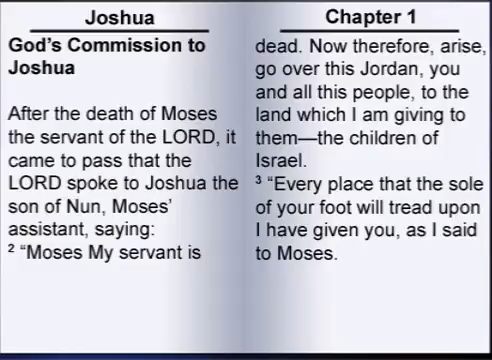 Joshua
God’s Commission to
Joshua
After the death of Moses
the servant of the LORD, it
came to pass that the
LORD spoke to Joshua the
son of Nun, Moses’
assistant, saying:
2 “Moses My servant is
Chapter 1
dead. Now therefore, arise,
go over this Jordan, you
and all this people, to the
land which I am giving to
them—the children of
Israel.
3 “Every place that the sole
of your foot will tread upon
I have given you, as I said
to Moses.